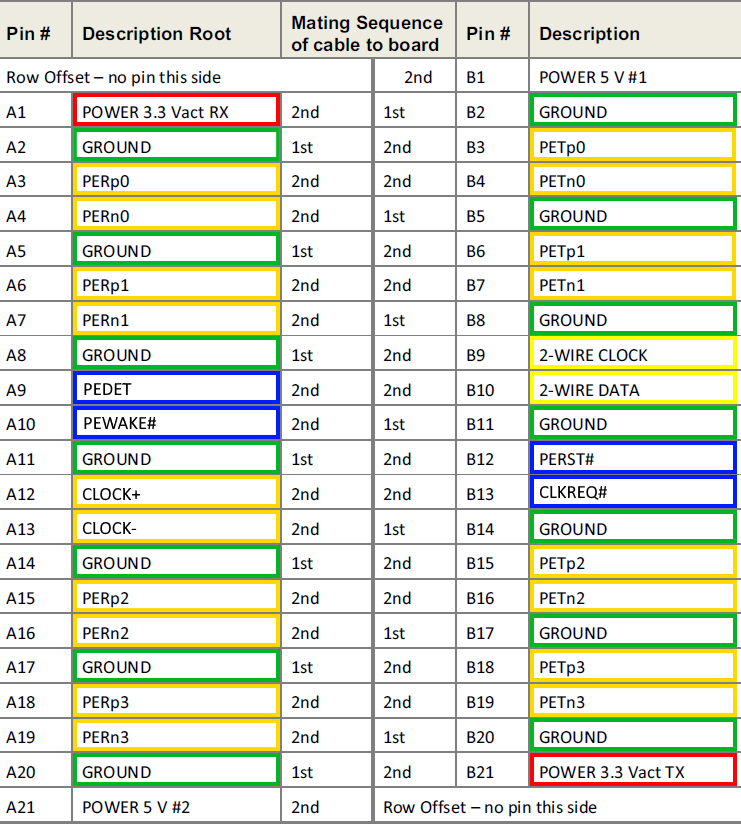 Pin # Description Root Mating Sequence of cable to board Pin # Description
Row Offset – no pin this side 2nd B1 POWER 5 V #1
A1 POWER 3.3 Vact RX 2nd 1st B2 GROUND
A2 GROUND 1st 2nd B3 PETp0
A3 PERp0 2nd 2nd B4 PETn0
A4 PERn0 2nd 1st B5 GROUND
A5 GROUND 1st 2nd B6 PETp1
A6 PERp1 2nd 2nd B7 PETn1
A7 PERn1 2nd 1st B8 GROUND
A8 GROUND 1st 2nd B9 2-WIRE CLOCK
A9 PEDET 2nd 2nd B10 2-WIRE DATA
A10 PEWAKE# 2nd 1st B11 GROUND
A11 GROUND 1st 2nd B12 PERST#
A12 CLOCK+ 2nd 2nd B13 CLKREQ#
A13 CLOCK- 2nd 1st B14 GROUND
A14 GROUND 1st 2nd B15 PETp2
A15 PERp2 2nd 2nd B16 PETn2
A16 PERn2 2nd 1st B17 GROUND
A17 GROUND 1st 2nd B18 PETp3
A18 PERp3 2nd 2nd B19 PETn3
A19 PERn3 2nd 1st B20 GROUND
A20 GROUND 1st 2nd B21 POWER 3.3 Vact TX
A21 POWER 5 V #2 2nd Row Offset – no pin this side